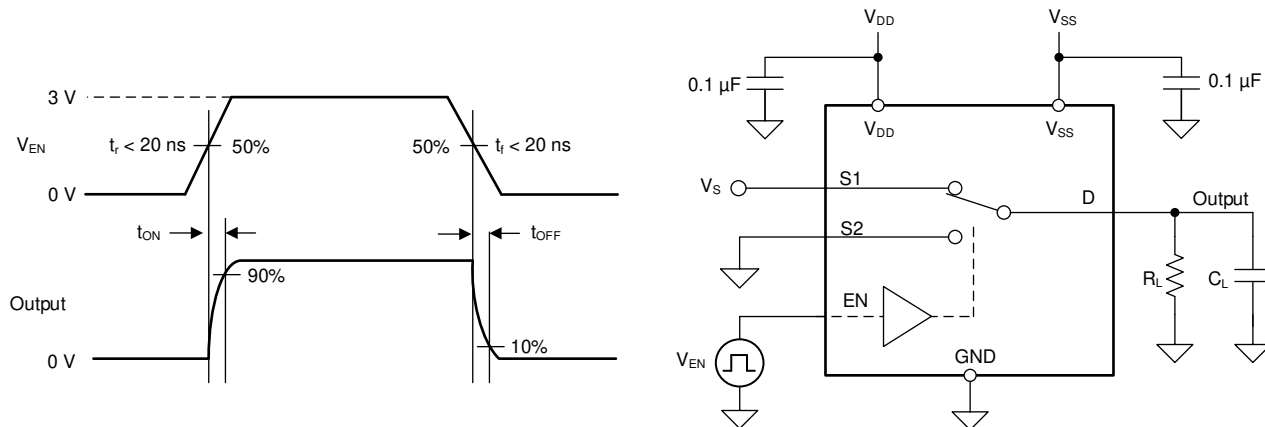 3 V
V_EN
t_r < 20 ns
50%
50%
t_f < 20 ns
0 V
t_ON
t_OFF
90%
Output
10%
0 V
V_DD
V_SS
0.1 µF
0.1 µF
V_DD
V_SS
V_S
S1
D
Output
S2
R_L
C_L
EN
V_EN
GND